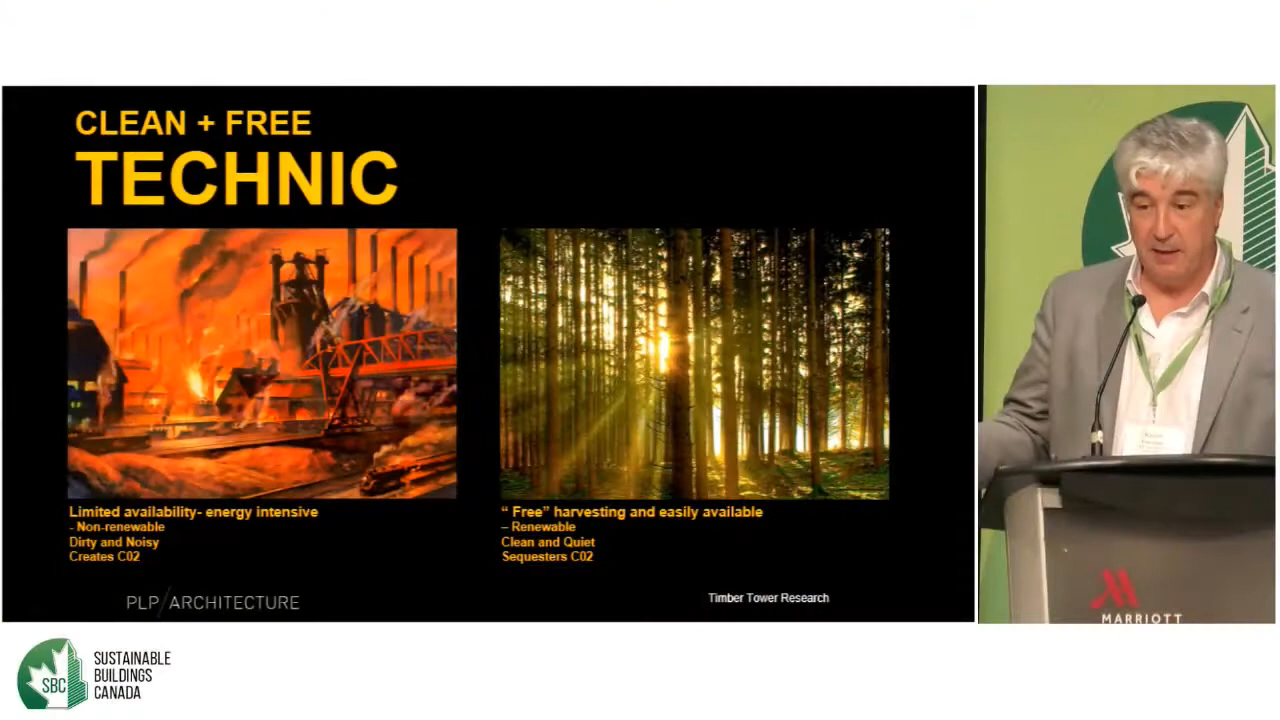 CLEAN + FREE
TECHNIC
Limited availability- energy intensive
- Non-renewable
Dirty and Noisy
Creates C02
“ Free” harvesting and easily available
– Renewable
Clean and Quiet
Sequesters C02
PLP/ARCHITECTURE
Timber Tower Research
MARRIOTT
SBC
SUSTAINABLE
BUILDINGS
CANADA